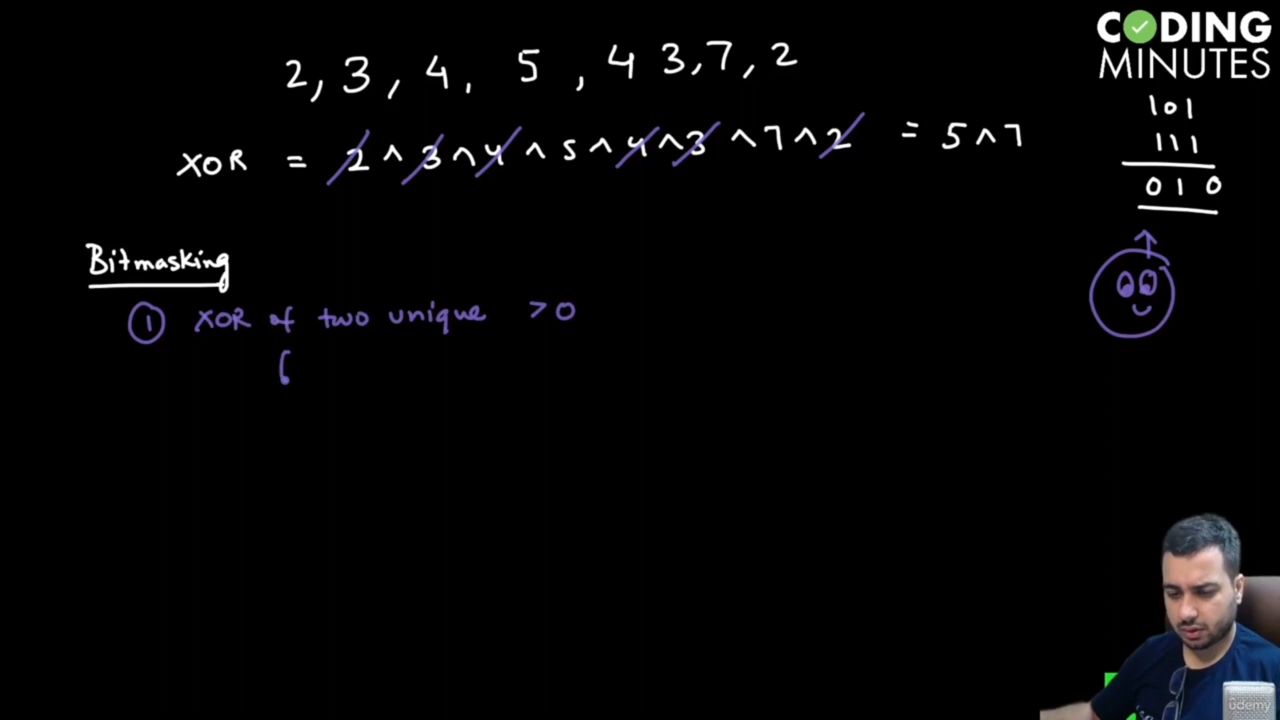 CODING
MINUTES
2, 3, 4, 5, 4 3, 7, 2
XOR = 2 ^ 3 ^ 4 ^ 5 ^ 4 ^ 3 ^ 7 ^ 2 = 5 ^ 7
101
111
010
Bitmasking
① XOR of two unique > 0
[
ûdemy